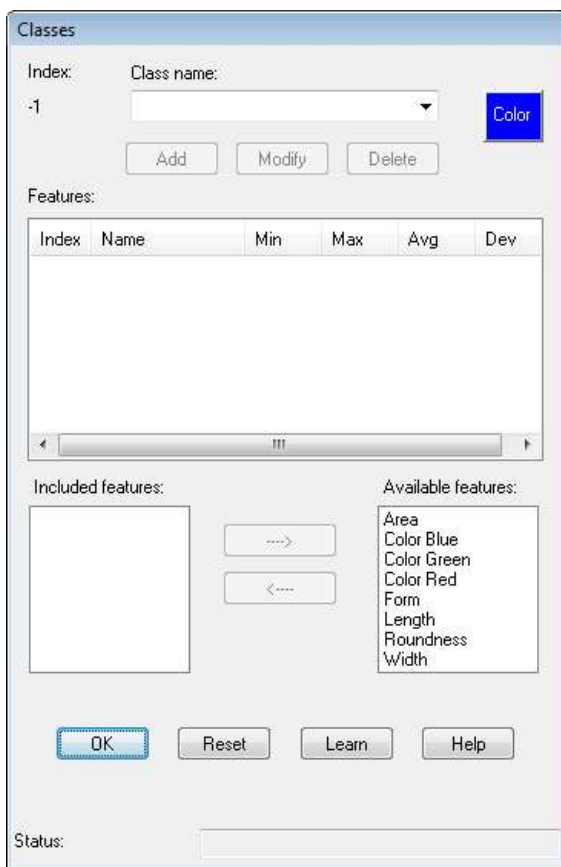 Classes
Index: Class name:
-1
Color
Add Modify Delete
Features:
Index Name Min Max Avg Dev
Included features: Available features:
Area
Color Blue
Color Green
Color Red
Form
Length
Roundness
Width
---->
<----
OK Reset Learn Help
Status: